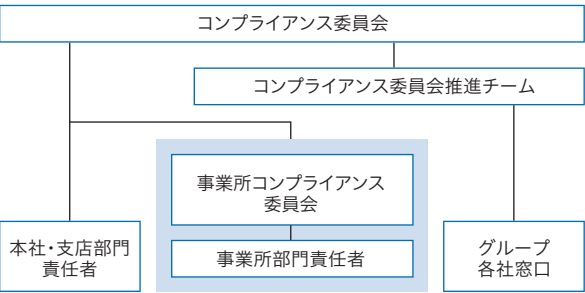 コンプライアンス委員会
コンプライアンス委員会推進チーム
事業所コンプライアンス
委員会
本社・支店部門
責任者
事業所部門責任者
グループ
各社窓口